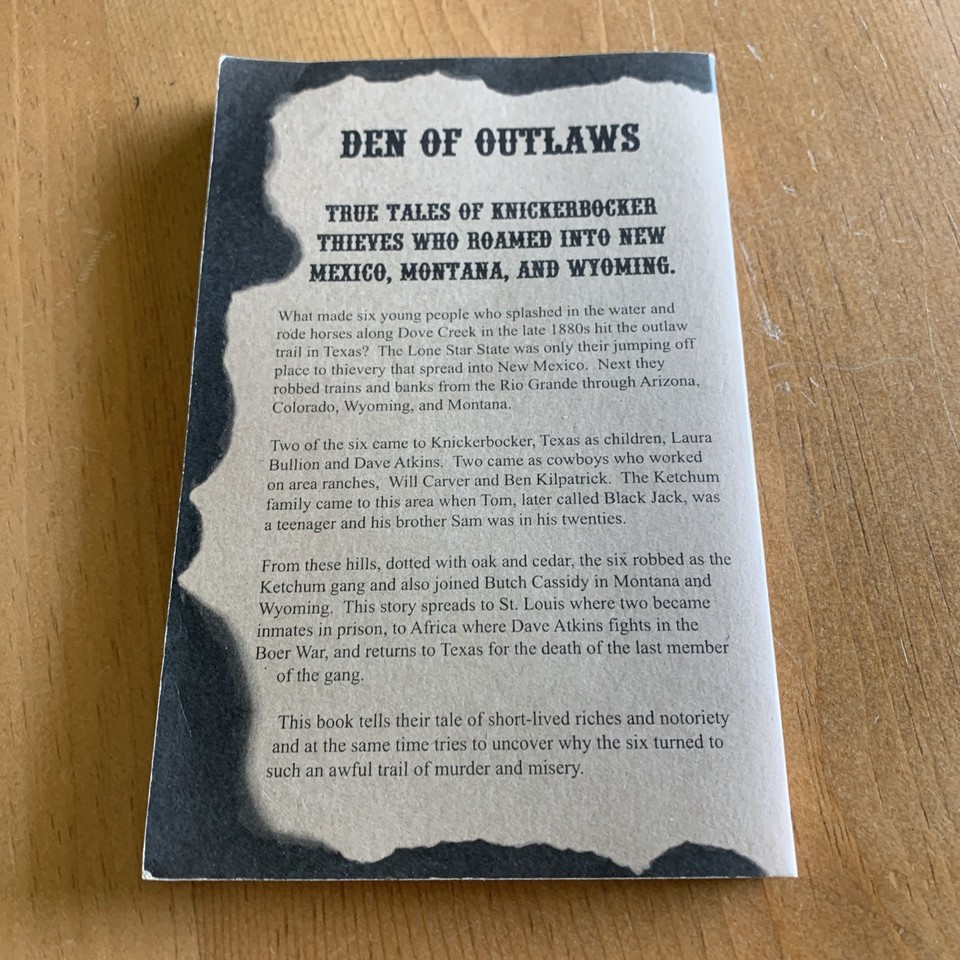 DEN OF OUTLAWS
TRUE TALES OF KNICKERBOCKER
THIEVES WHO ROAMED INTO NEW
MEXICO, MONTANA, AND WYOMING.
What made six young people who splashed in the water and
rode horses along Dove Creek in the late 1880s hit the outlaw
trail in Texas?  The Lone Star State was only their jumping off
place to thievery that spread into New Mexico.  Next they
robbed trains and banks from the Rio Grande through Arizona,
Colorado, Wyoming, and Montana.
Two of the six came to Knickerbocker, Texas as children, Laura
Bullion and Dave Atkins.  Two came as cowboys who worked
on area ranches,  Will Carver and Ben Kilpatrick.  The Ketchum
family came to this area when Tom, later called Black Jack, was
a teenager and his brother Sam was in his twenties.
From these hills, dotted with oak and cedar, the six robbed as the
Ketchum gang and also joined Butch Cassidy in Montana and
Wyoming.  This story spreads to St. Louis where two became
inmates in prison, to Africa where Dave Atkins fights in the
Boer War, and returns to Texas for the death of the last member
of the gang.
This book tells their tale of short-lived riches and notoriety
and at the same time tries to uncover why the six turned to
such an awful trail of murder and misery.